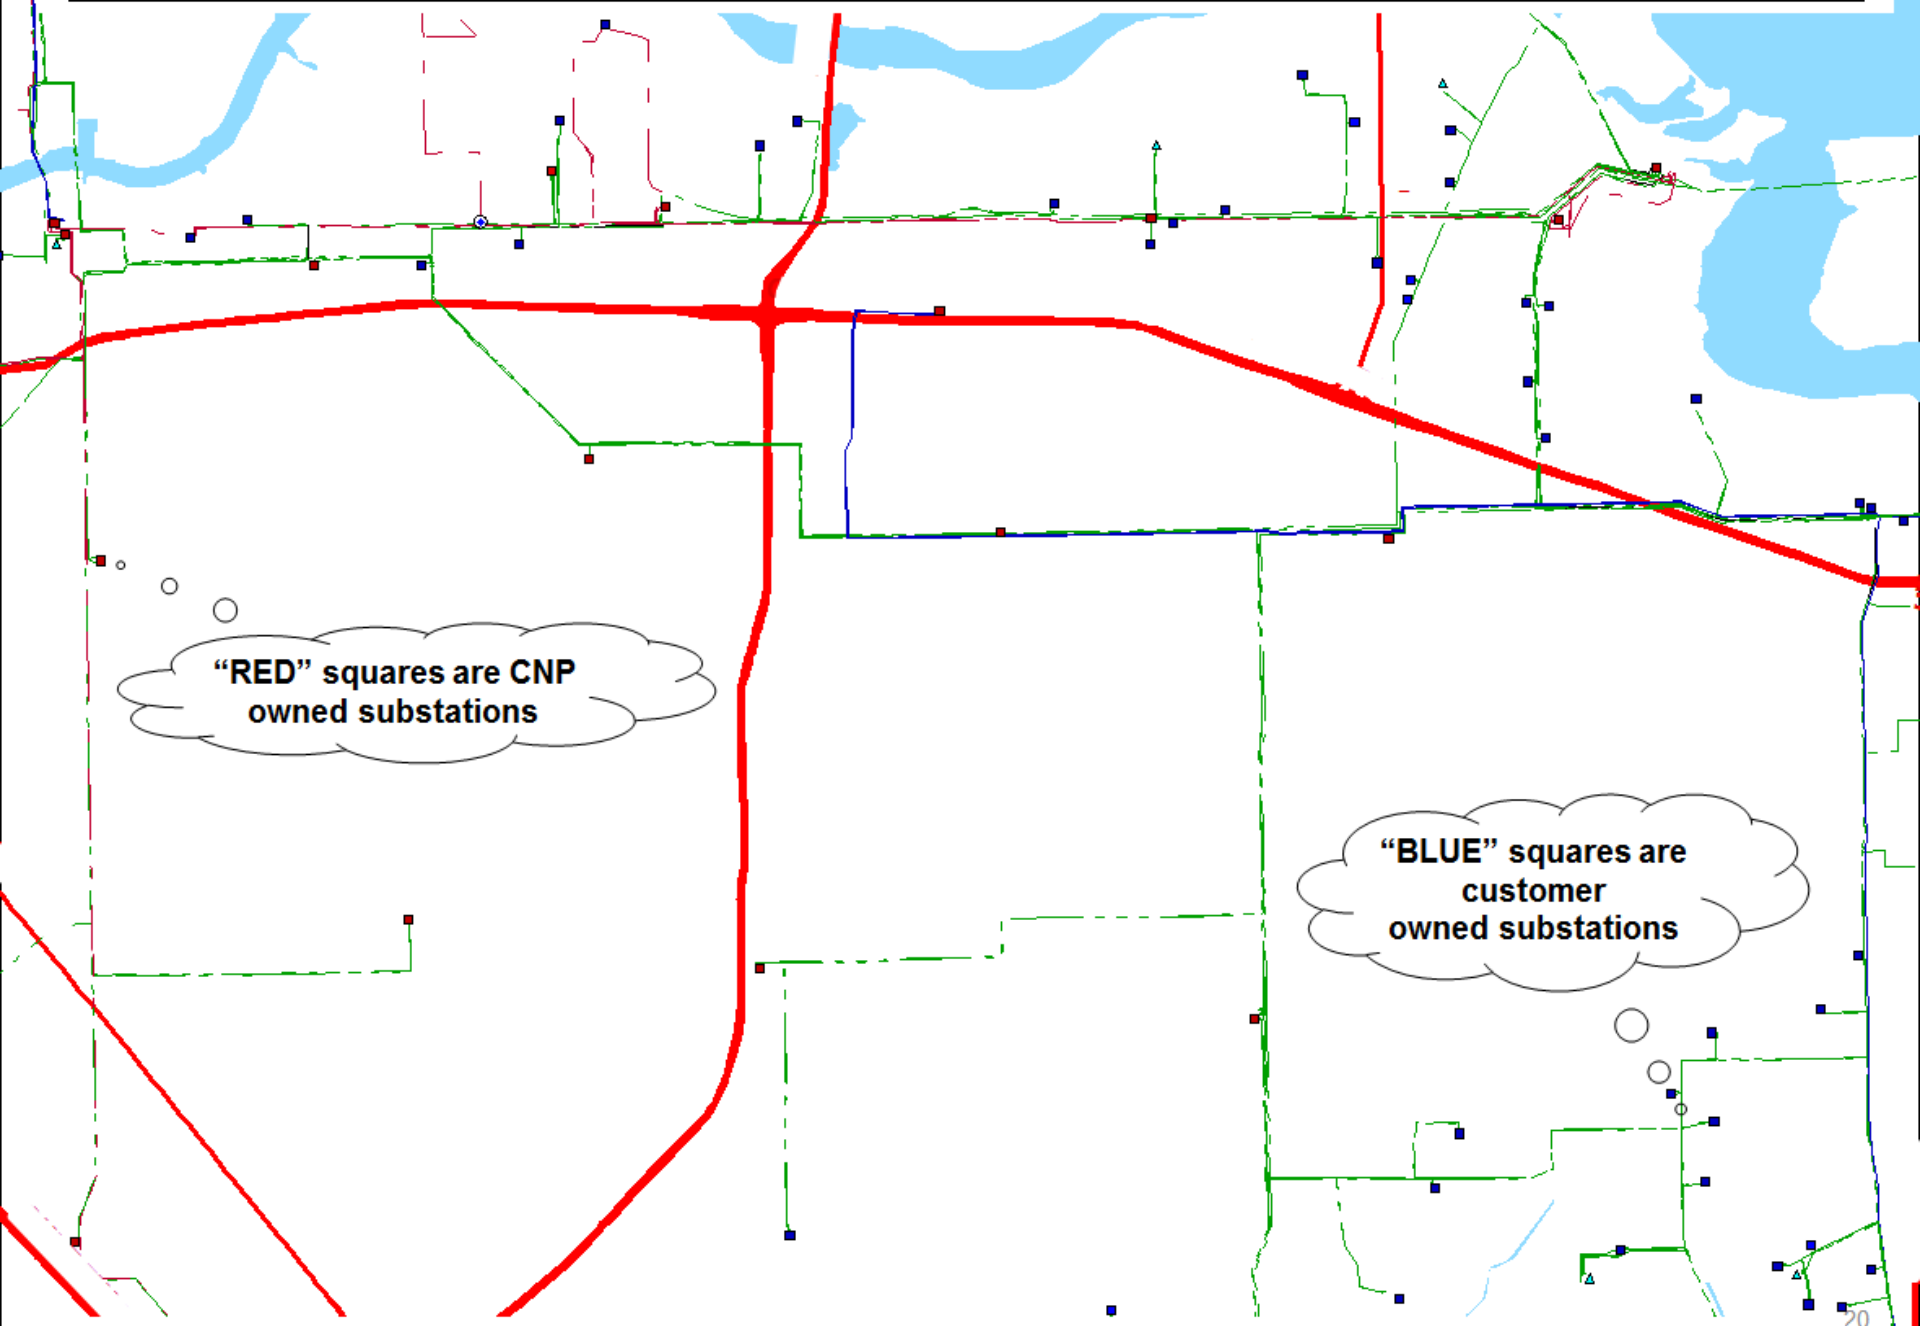 “RED” squares are CNP
owned substations
“BLUE” squares are
customer
owned substations
20